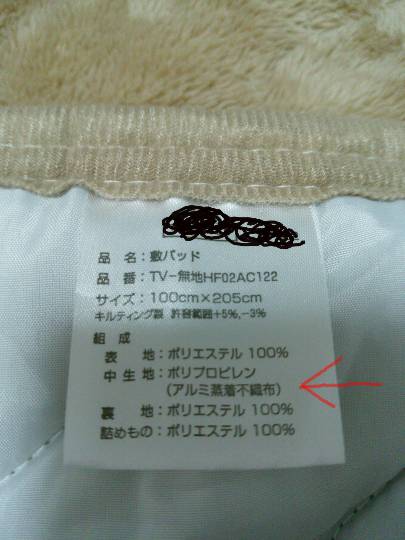 品 名：敷パッド
品 番：TV-無地HF02AC122
サイズ：100cm×205cm
キルティング製 許容範囲+5%,-3%
組 成
表 地：ポリエステル 100%
中生地：ポリプロピレン
（アルミ蒸着不織布）
裏 地：ポリエステル 100%
詰めもの：ポリエステル 100%